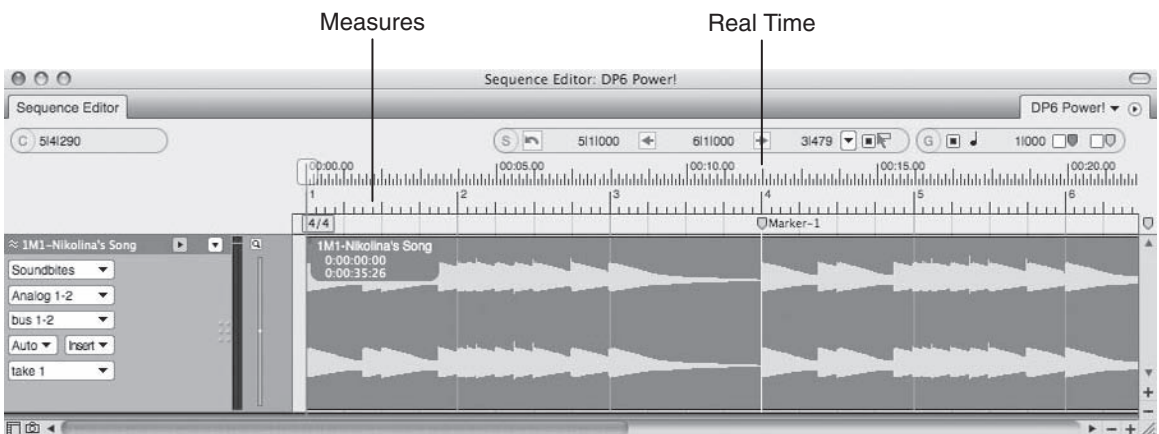 Measures Real Time
Sequence Editor: DP6 Power!
Sequence Editor DP6 Power!
C 5|4|290 S 5|1|000 6|1|000 3|479 G 1|000
00:00.00 00:05.00 00:10.00 00:15.00 00:20.00
1 2 3 4 5 6
4/4 Marker-1
1M1-Nikolina's Song
1M1-Nikolina's Song
0:00:00:00
0:00:35:26
Soundbites
Analog 1-2
bus 1-2
Auto Insert
take 1